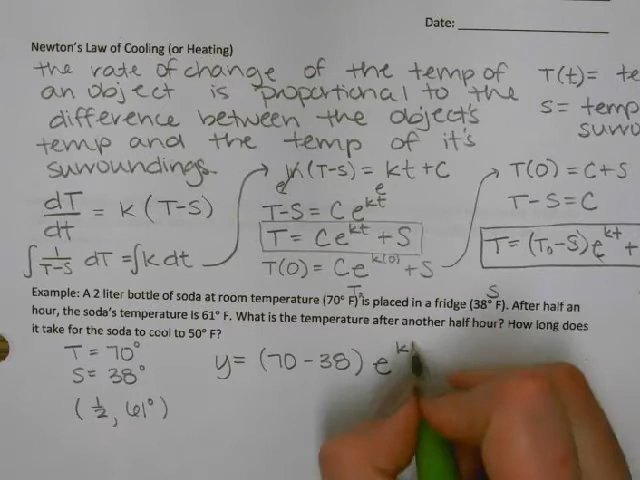 Date:
Newton's Law of Cooling (or Heating)
the rate of change of the temp of T(t) = te
an object is proportional to the
difference between the object's S = temp
temp and the temp of it's surro
surroundings.
dT/dt = k (T-S)
∫ 1/T-S dT = ∫k dt
e ln(T-S) = kt + C e
T-S = Ce^kt
T = Ce^kt + S
T(0) = Ce^k(0) + S
T(0) = C+S
T-S = C
T = (T₀-S)e^kt +
T₀ S
Example: A 2 liter bottle of soda at room temperature (70° F) is placed in a fridge (38° F). After half an
hour, the soda's temperature is 61° F. What is the temperature after another half hour? How long does
it take for the soda to cool to 50° F?
T = 70°
S = 38°
(½, 61°)
y = (70 - 38) e^k